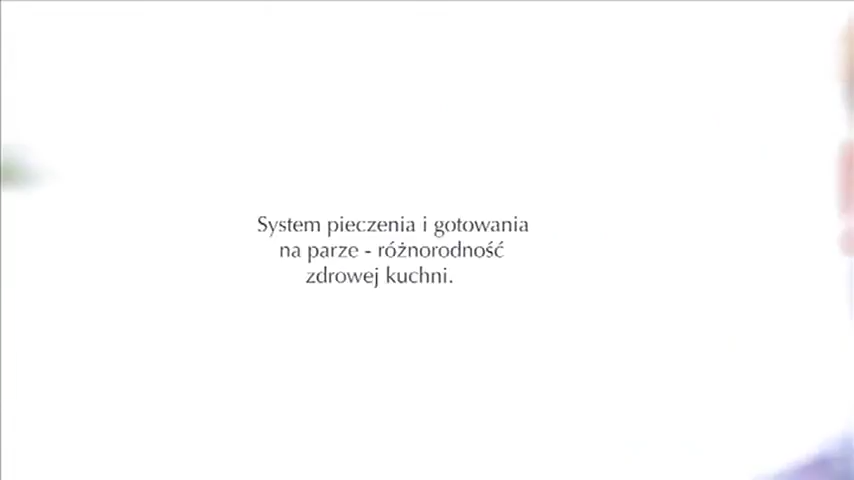 System pieczenia i gotowania
na parze - różnorodność
zdrowej kuchni.